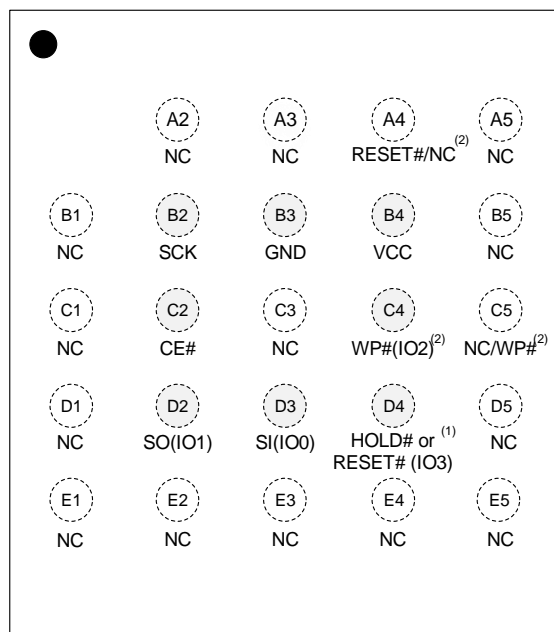 A2 A3 A4 A5
NC NC RESET#/NC(2) NC
B1 B2 B3 B4 B5
NC SCK GND VCC NC
C1 C2 C3 C4 C5
NC CE# NC WP#(IO2)(2) NC/WP#(2)
D1 D2 D3 D4 D5
NC SO(IO1) SI(IO0) HOLD# or (1) NC
RESET# (IO3)
E1 E2 E3 E4 E5
NC NC NC NC NC